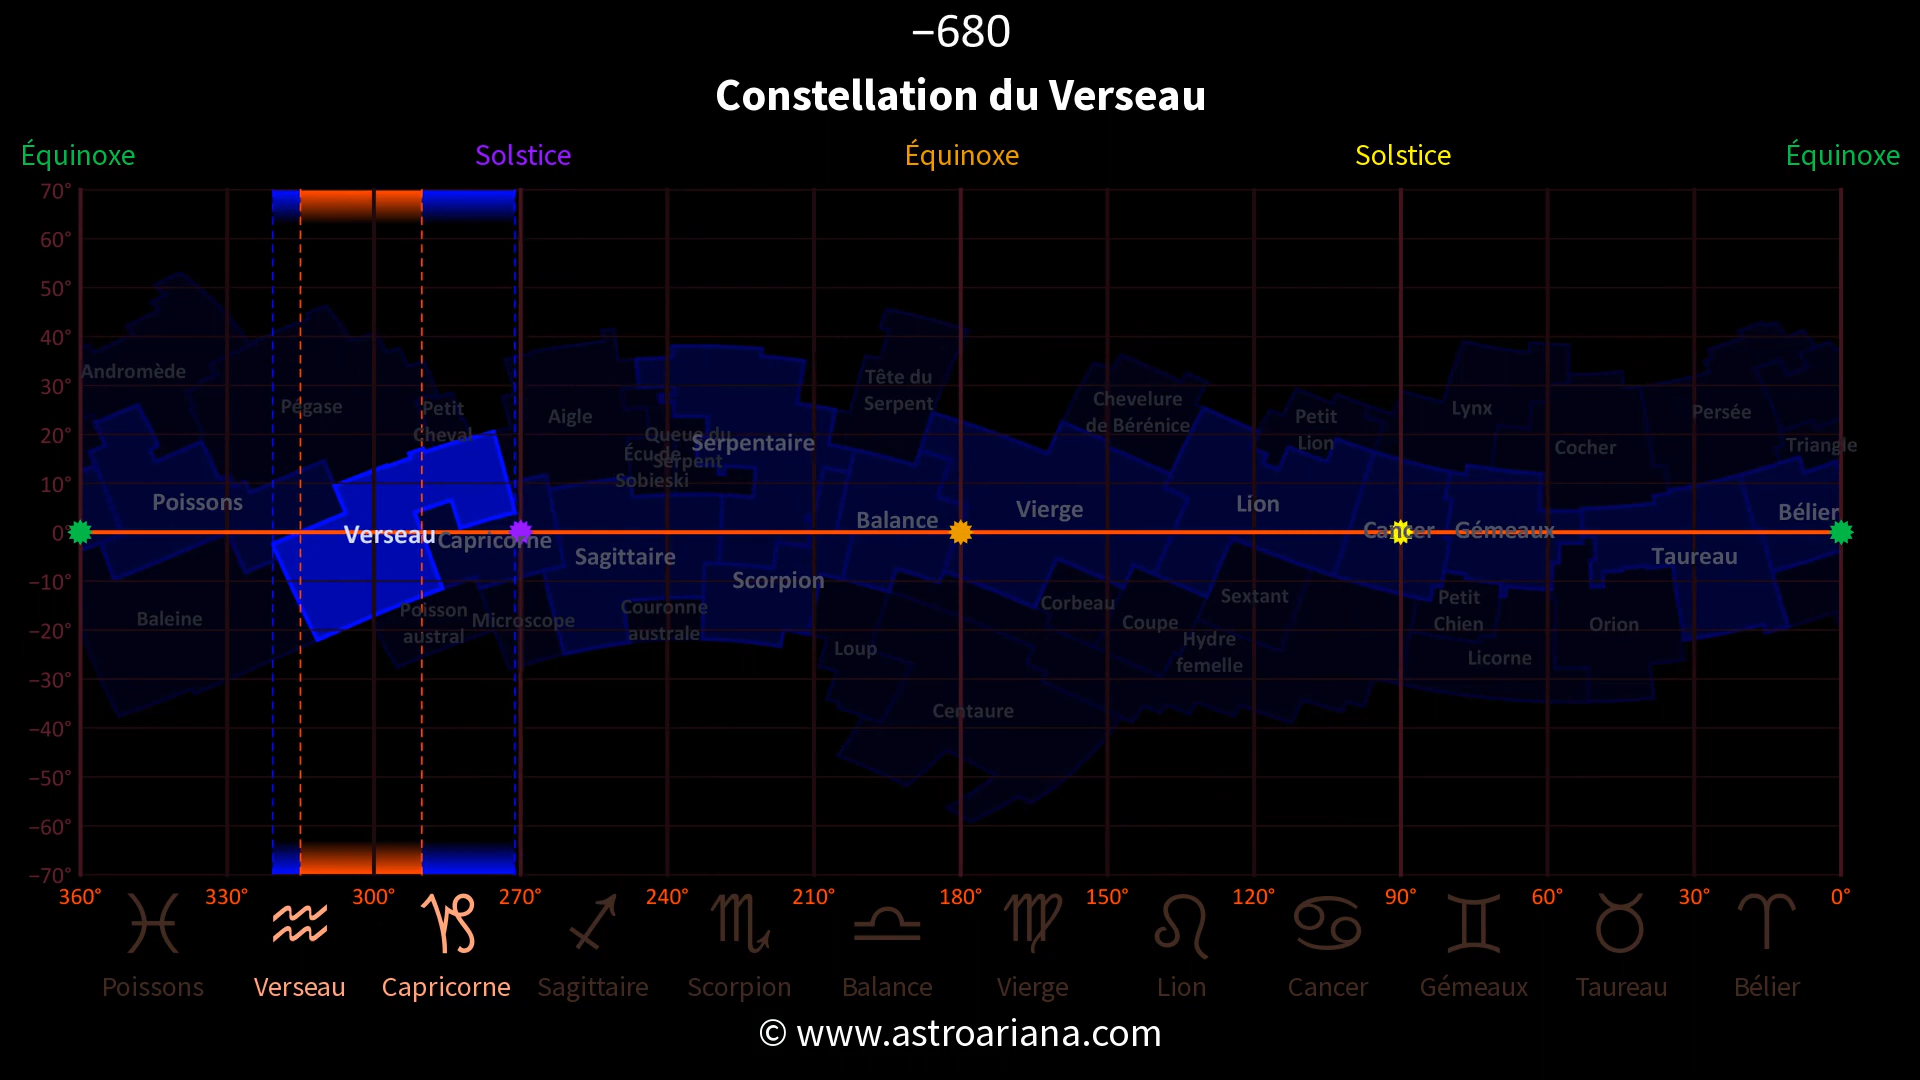 −680
Constellation du Verseau
Équinoxe Solstice Équinoxe Solstice Équinoxe
70°
60°
50°
40°
30°
20°
10°
0°
−10°
−20°
−30°
−40°
−50°
−60°
−70°
Andromède
Pégase
Petit
Cheval
Aigle
Queue du
Serpent
Écu de
Sobieski
Serpentaire
Tête du
Serpent
Chevelure
de Bérénice
Petit
Lion
Lynx
Cocher
Persée
Triangle
Poissons
Verseau
Capricorne
Sagittaire
Scorpion
Balance
Vierge
Lion
Cancer
Gémeaux
Taureau
Bélier
Baleine
Poisson
austral
Microscope
Couronne
australe
Loup
Centaure
Corbeau
Coupe
Hydre
femelle
Sextant
Petit
Chien
Licorne
Orion
360° 330° 300° 270° 240° 210° 180° 150° 120° 90° 60° 30° 0°
♓ ♒ ♑ ♐ ♏ ♎ ♍ ♌ ♋ ♊ ♉ ♈
Poissons Verseau Capricorne Sagittaire Scorpion Balance Vierge Lion Cancer Gémeaux Taureau Bélier
© www.astroariana.com